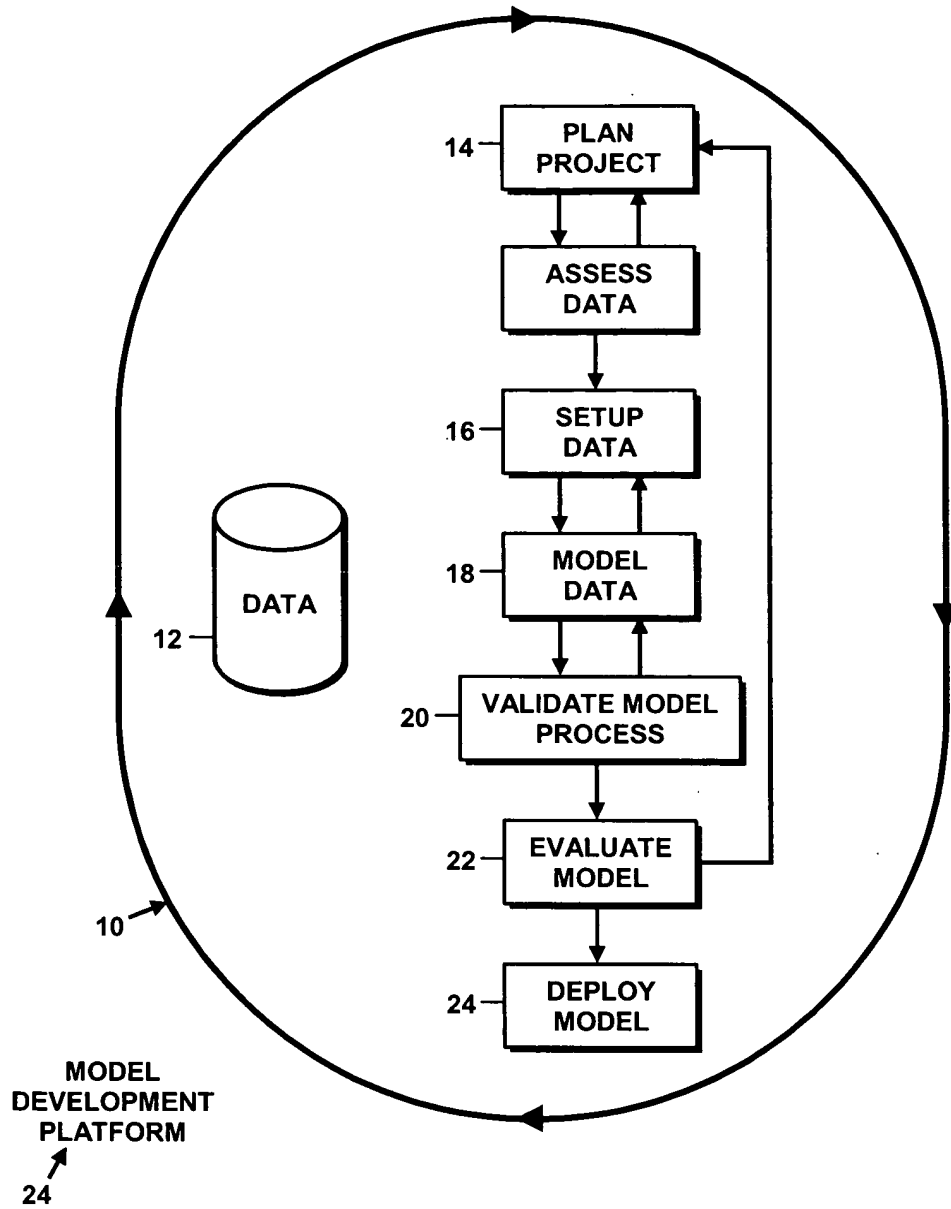 14
PLAN
PROJECT
ASSESS
DATA
16
SETUP
DATA
18
MODEL
DATA
DATA
12
20
VALIDATE MODEL
PROCESS
22
EVALUATE
MODEL
10
24
DEPLOY
MODEL
MODEL
DEVELOPMENT
PLATFORM
24